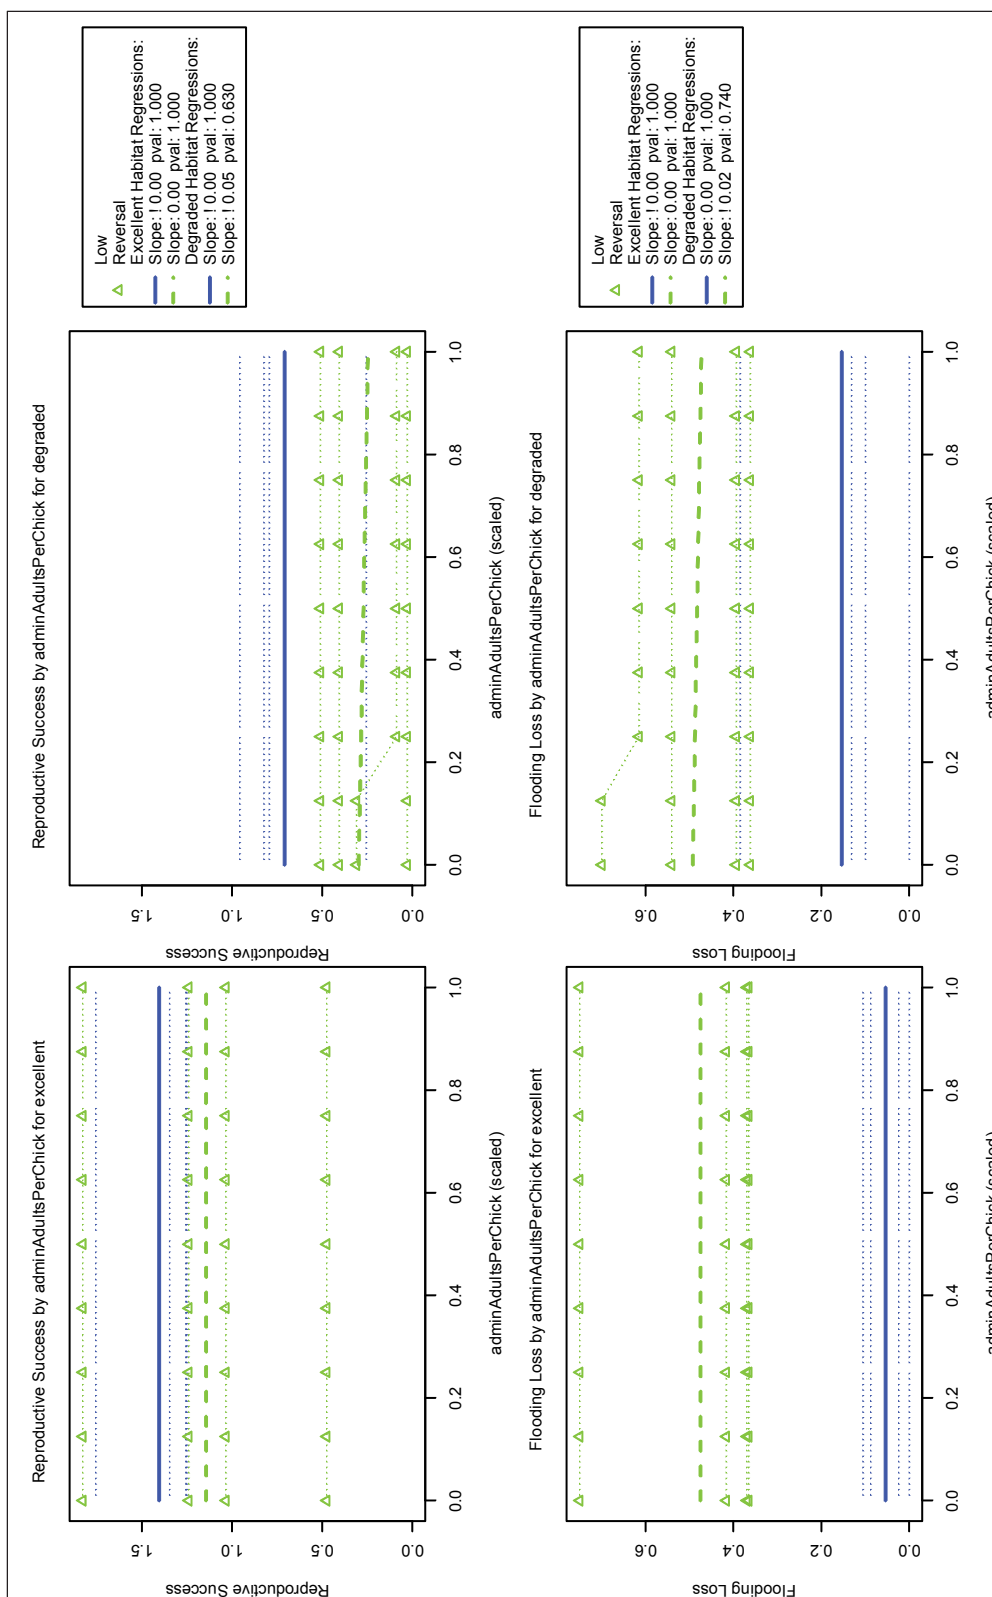 Reproductive Success by adminAdultsPerChick for excellent
Reproductive Success
0.0
0.5
1.0
1.5
0.0
0.2
0.4
0.6
0.8
1.0
adminAdultsPerChick (scaled)
Reproductive Success by adminAdultsPerChick for degraded
Reproductive Success
0.0
0.5
1.0
1.5
0.0
0.2
0.4
0.6
0.8
1.0
adminAdultsPerChick (scaled)
Low
Reversal
Excellent Habitat Regressions:
Slope: ! 0.00 pval: 1.000
Slope: 0.00 pval: 1.000
Degraded Habitat Regressions:
Slope: ! 0.00 pval: 1.000
Slope: ! 0.05 pval: 0.630
Flooding Loss by adminAdultsPerChick for excellent
Flooding Loss
0.0
0.2
0.4
0.6
0.0
0.2
0.4
0.6
0.8
1.0
adminAdultsPerChick (scaled)
Flooding Loss by adminAdultsPerChick for degraded
Flooding Loss
0.0
0.2
0.4
0.6
0.0
0.2
0.4
0.6
0.8
1.0
adminAdultsPerChick (scaled)
Low
Reversal
Excellent Habitat Regressions:
Slope: ! 0.00 pval: 1.000
Slope: 0.00 pval: 1.000
Degraded Habitat Regressions:
Slope: 0.00 pval: 1.000
Slope: ! 0.02 pval: 0.740